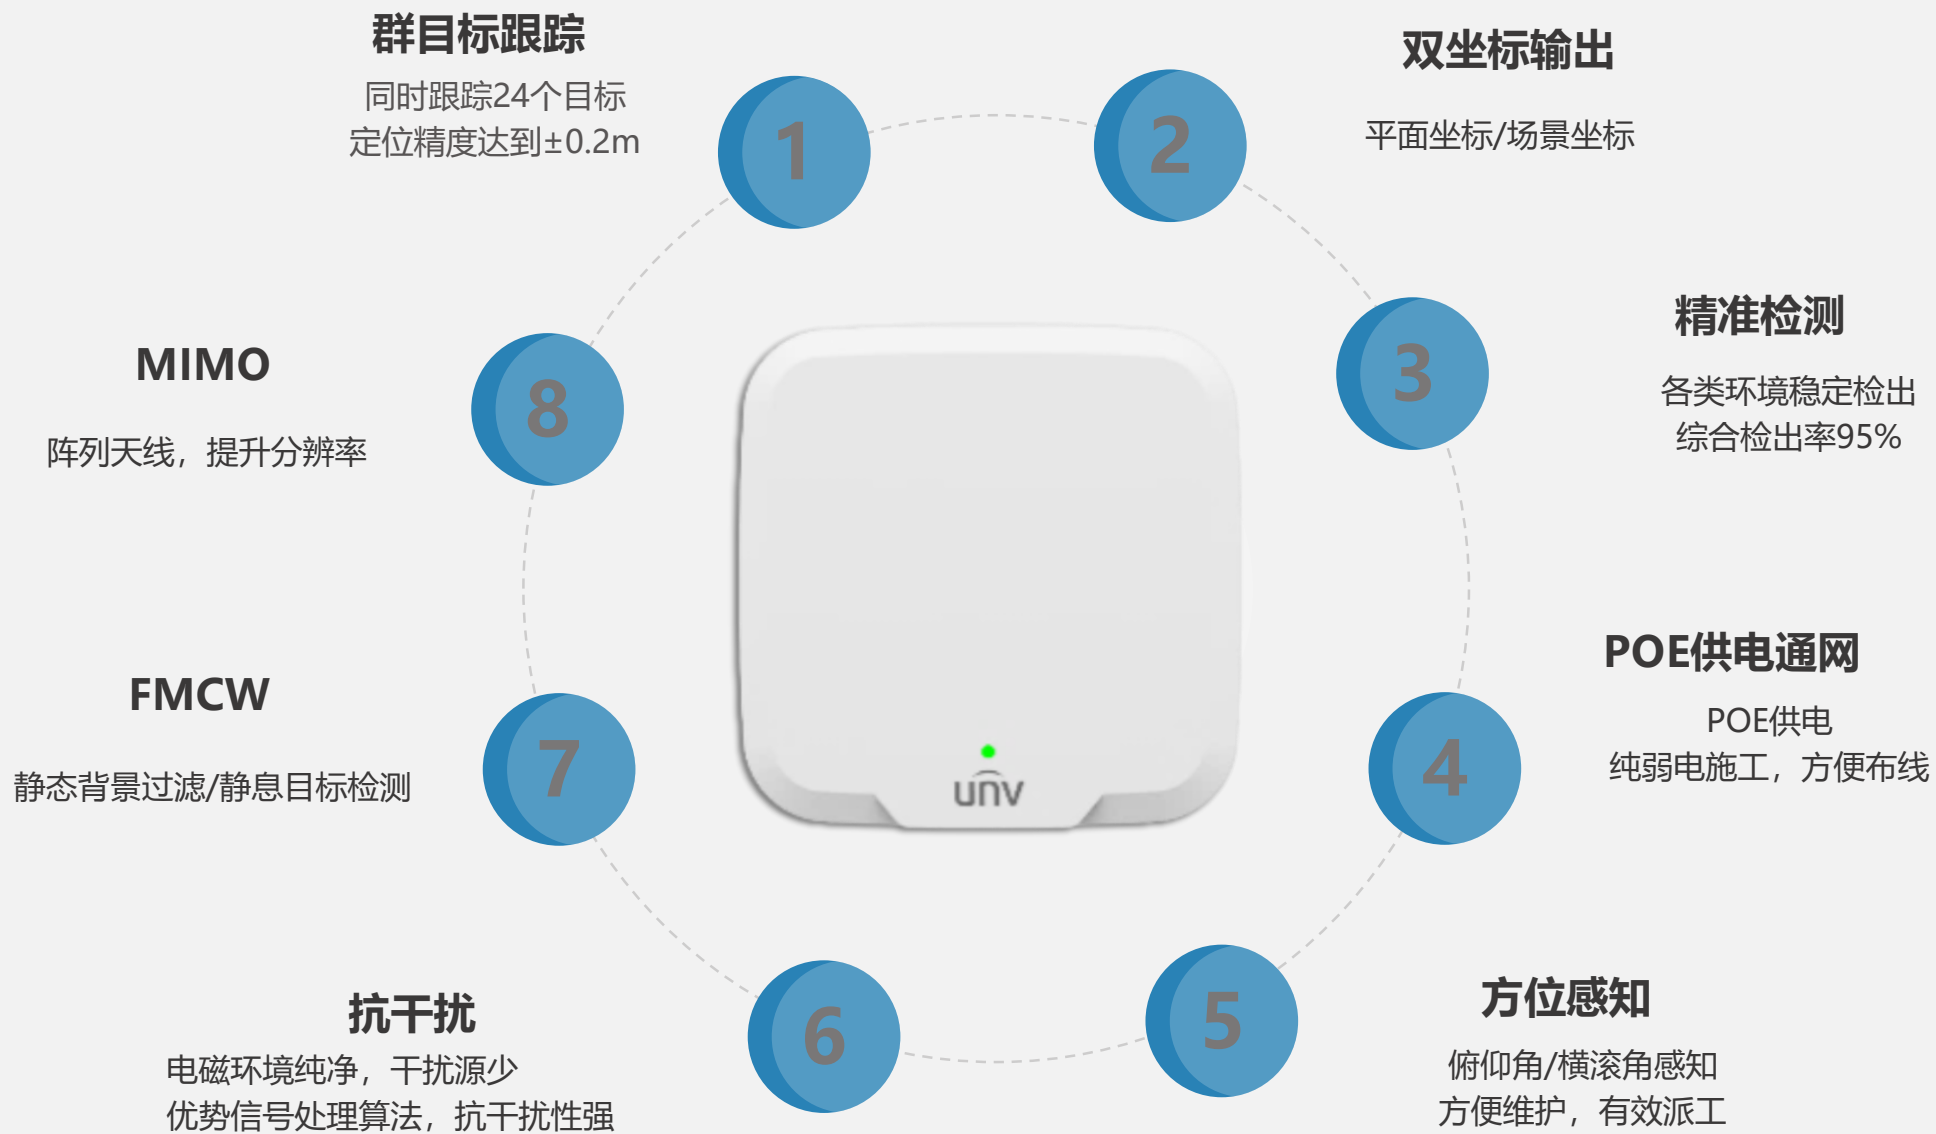 群目标跟踪
同时跟踪24个目标
定位精度达到±0.2m
1
2
双坐标输出
平面坐标/场景坐标
3
精准检测
各类环境稳定检出
综合检出率95%
4
POE供电通网
POE供电
纯弱电施工，方便布线
5
方位感知
俯仰角/横滚角感知
方便维护，有效派工
6
抗干扰
电磁环境纯净，干扰源少
优势信号处理算法，抗干扰性强
7
FMCW
静态背景过滤/静息目标检测
8
MIMO
阵列天线，提升分辨率
unv